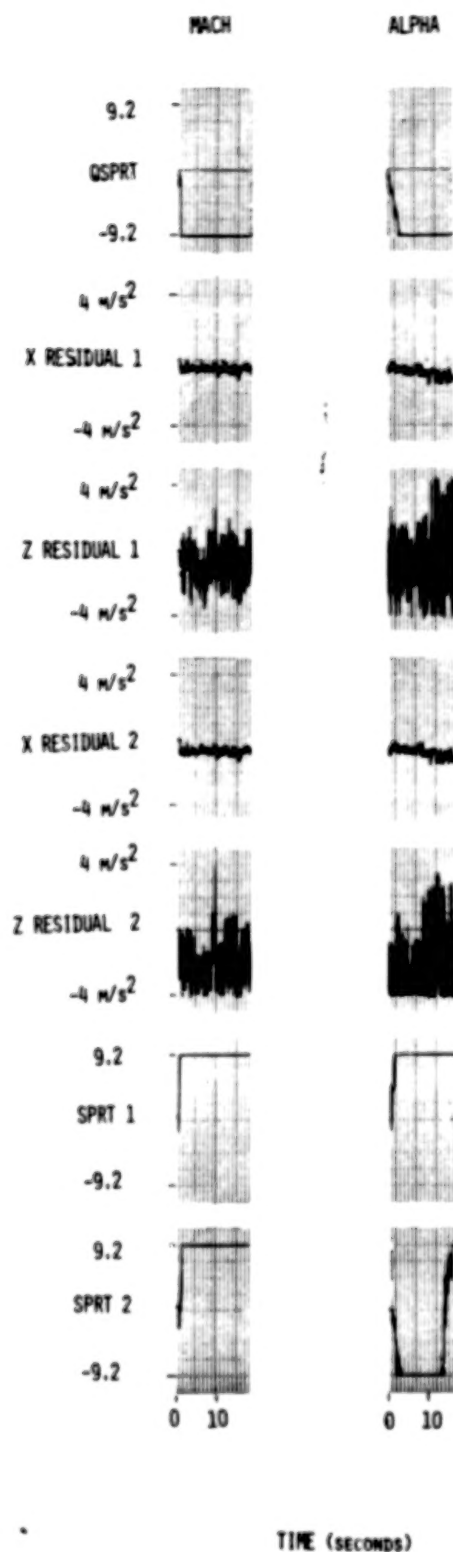 MACH ALPHA
9.2
QSPRT
-9.2
4 M/S2
X RESIDUAL 1
-4 M/S2
4 M/S2
Z RESIDUAL 1
-4 M/S2
4 M/S2
X RESIDUAL 2
-4 M/S2
4 M/S2
Z RESIDUAL 2
-4 M/S2
9.2
SPRT 1
-9.2
9.2
SPRT 2
-9.2
0 10 0 10
TIME (SECONDS)